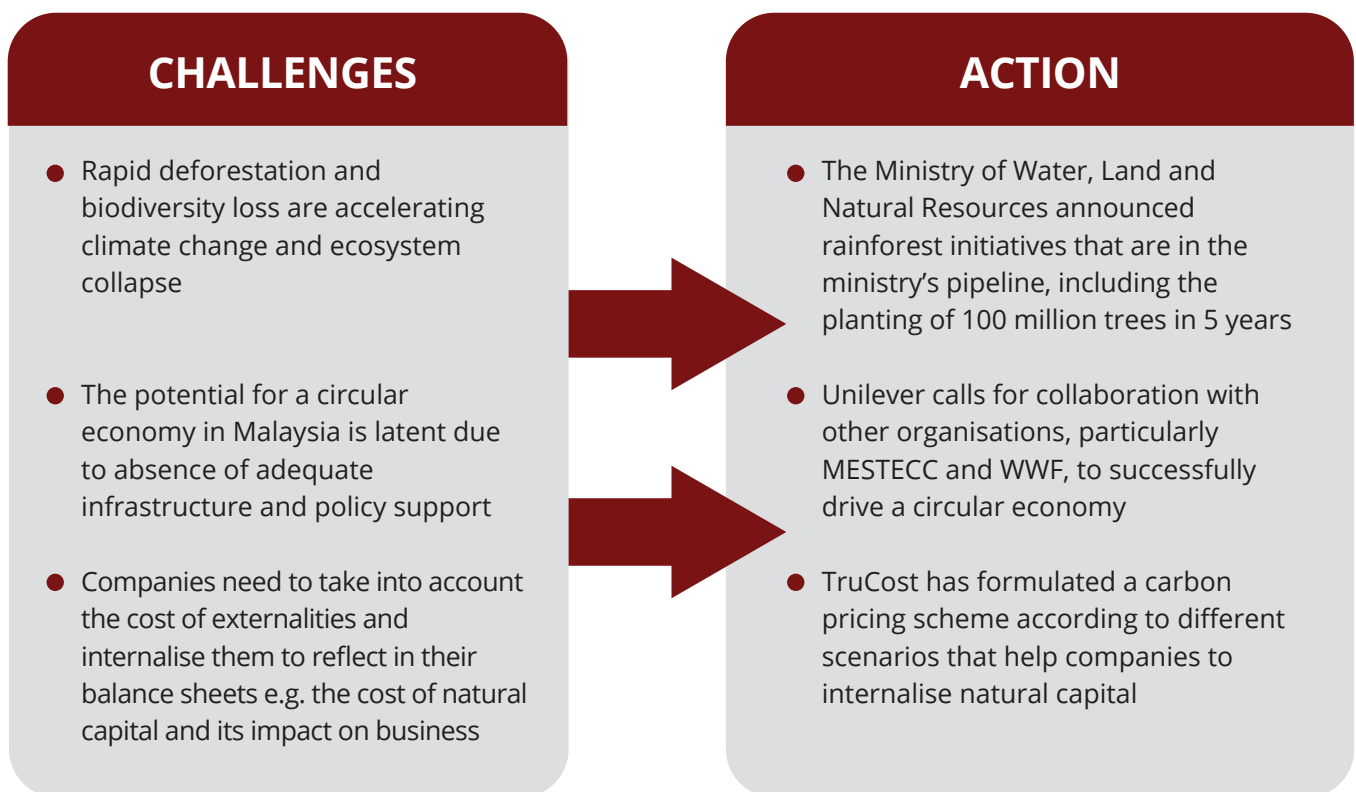 CHALLENGES
Rapid deforestation and
biodiversity loss are accelerating
climate change and ecosystem
collapse
The potential for a circular
economy in Malaysia is latent due
to absence of adequate
infrastructure and policy support
Companies need to take into account
the cost of externalities and
internalise them to reflect in their
balance sheets e.g. the cost of natural
capital and its impact on business
ACTION
The Ministry of Water, Land and
Natural Resources announced
rainforest initiatives that are in the
ministry’s pipeline, including the
planting of 100 million trees in 5 years
Unilever calls for collaboration with
other organisations, particularly
MESTECC and WWF, to successfully
drive a circular economy
TruCost has formulated a carbon
pricing scheme according to different
scenarios that help companies to
internalise natural capital